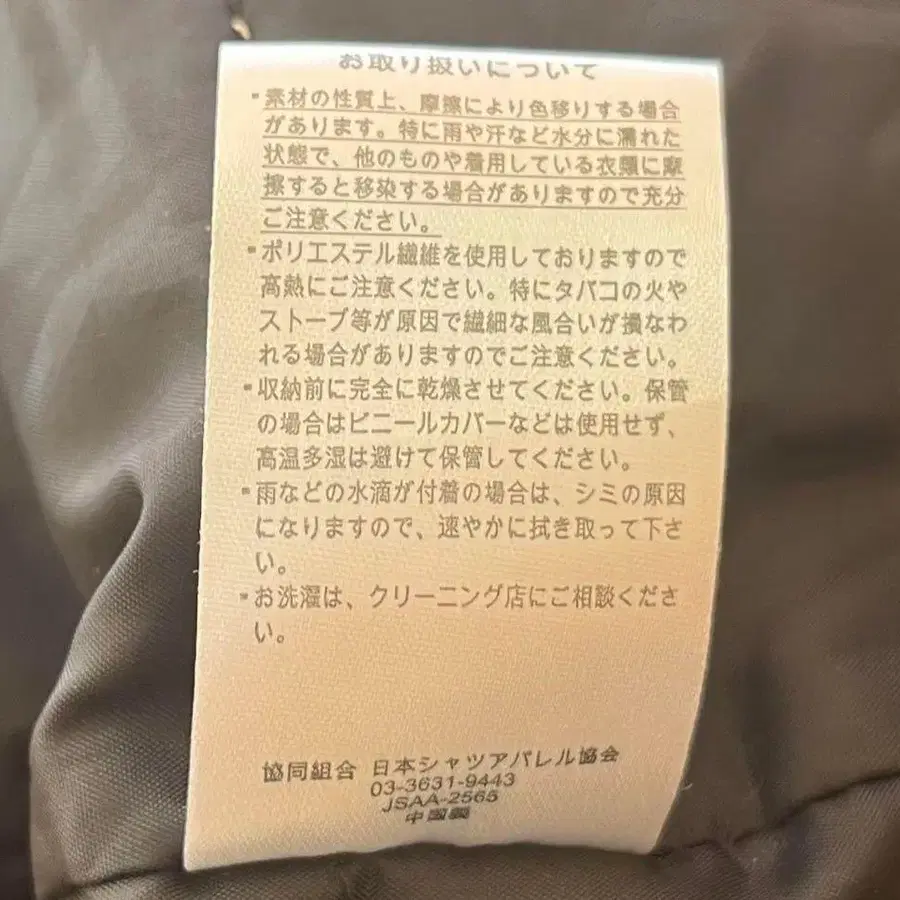 お取り扱いについて
・素材の性質上、摩擦により色移りする場合
があります。特に雨や汗など水分に濡れた
状態で、他のものや着用している衣類に摩
擦すると移染する場合がありますので充分
ご注意ください。
・ポリエステル繊維を使用しておりますので
高熱にご注意ください。特にタバコの火や
ストーブ等が原因で繊細な風合いが損なわ
れる場合がありますのでご注意ください。
・収納前に完全に乾燥させてください。保管
の場合はビニールカバーなどは使用せず、
高温多湿は避けて保管してください。
・雨などの水滴が付着の場合は、シミの原因
になりますので、速やかに拭き取って下さ
い。
・お洗濯は、クリーニング店にご相談くださ
い。
協同組合 日本シャツアパレル協会
03-3631-9443
JSAA-2565
中国製